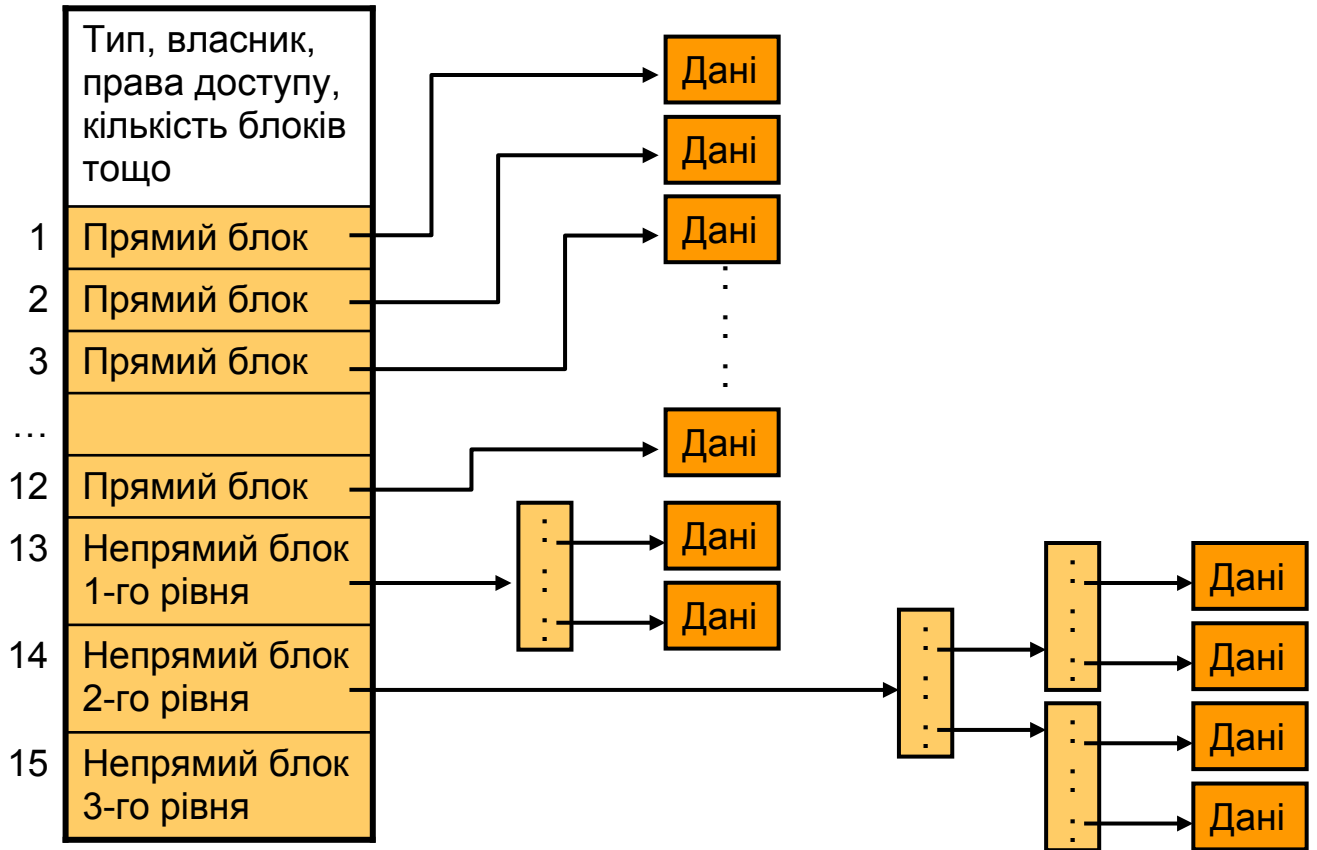 Тип, власник,
права доступу,
кількість блоків
тощо
1 Прямий блок
2 Прямий блок
3 Прямий блок
…
12 Прямий блок
13 Непрямий блок
1-го рівня
14 Непрямий блок
2-го рівня
15 Непрямий блок
3-го рівня
Дані
Дані
Дані
Дані
Дані
Дані
Дані
Дані
Дані
Дані